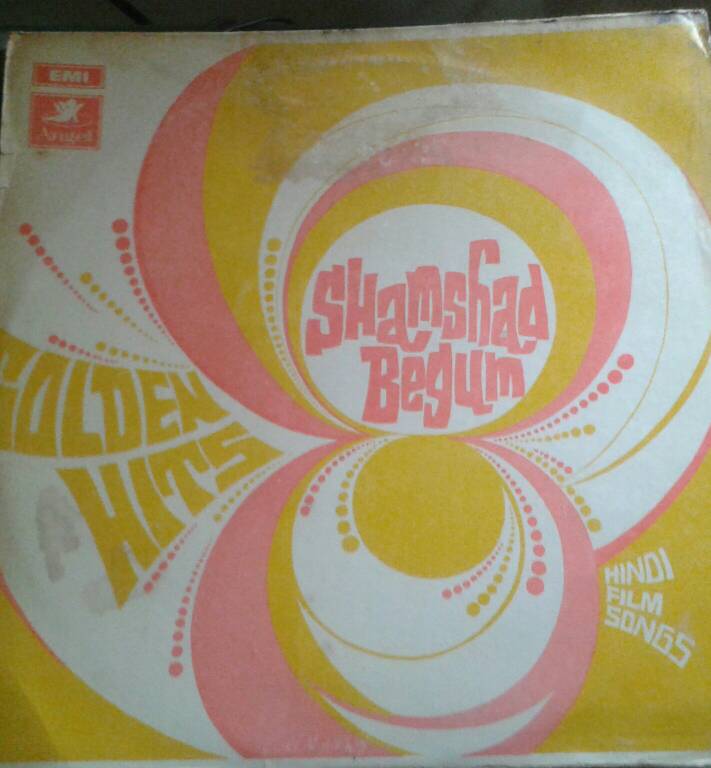 EMI
Angel
Shamshad
Begum
GOLDEN
HITS
HINDI
FILM
SONGS